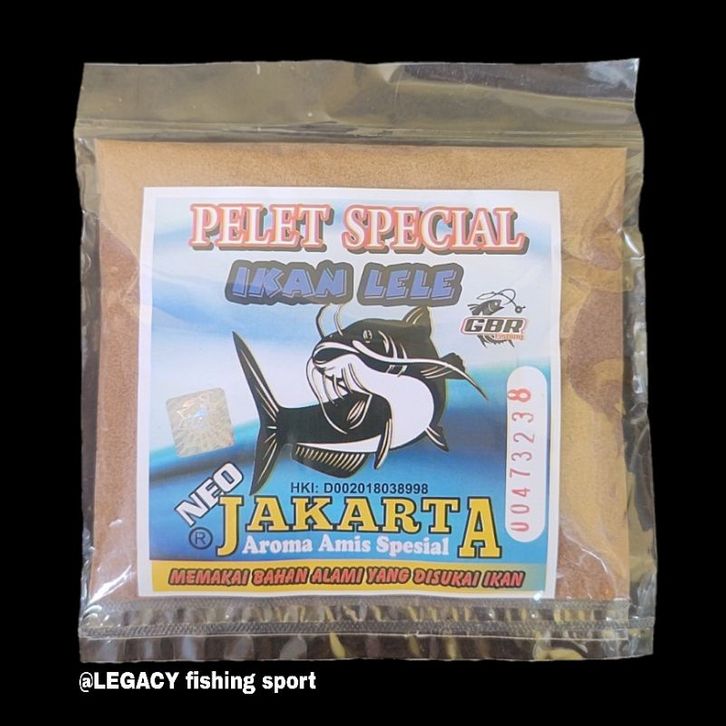 PELET SPECIAL
IKAN LELE
GBR
fishing
00473238
HKI: D002018038998
NEO
® JAKARTA
Aroma Amis Spesial
MEMAKAI BAHAN ALAMI YANG DISUKAI IKAN
@LEGACY fishing sport